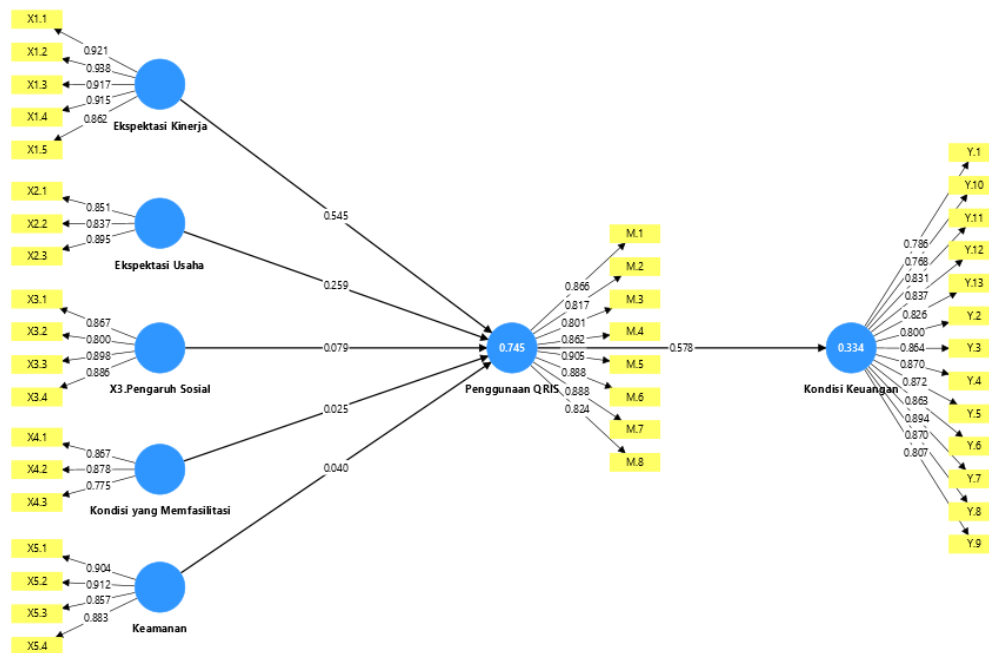 X1.1
X1.2
X1.3
X1.4
X1.5
0.921
0.938
0.917
0.915
0.862
Ekspektasi Kinerja
X2.1
X2.2
X2.3
0.851
0.837
0.895
Ekspektasi Usaha
X3.1
X3.2
X3.3
X3.4
0.867
0.800
0.898
0.886
X3.Pengaruh Sosial
X4.1
X4.2
X4.3
0.867
0.878
0.775
Kondisi yang Memfasilitasi
X5.1
X5.2
X5.3
X5.4
0.904
0.912
0.857
0.883
Keamanan
0.545
0.259
0.079
0.025
0.040
0.745
Penggunaan QRIS
M.1
M.2
M.3
M.4
M.5
M.6
M.7
M.8
0.866
0.817
0.801
0.862
0.905
0.888
0.888
0.824
0.578
0.334
Kondisi Keuangan
Y.1
Y.10
Y.11
Y.12
Y.13
Y.2
Y.3
Y.4
Y.5
Y.6
Y.7
Y.8
Y.9
0.786
0.768
0.831
0.837
0.826
0.800
0.864
0.870
0.872
0.863
0.894
0.870
0.807